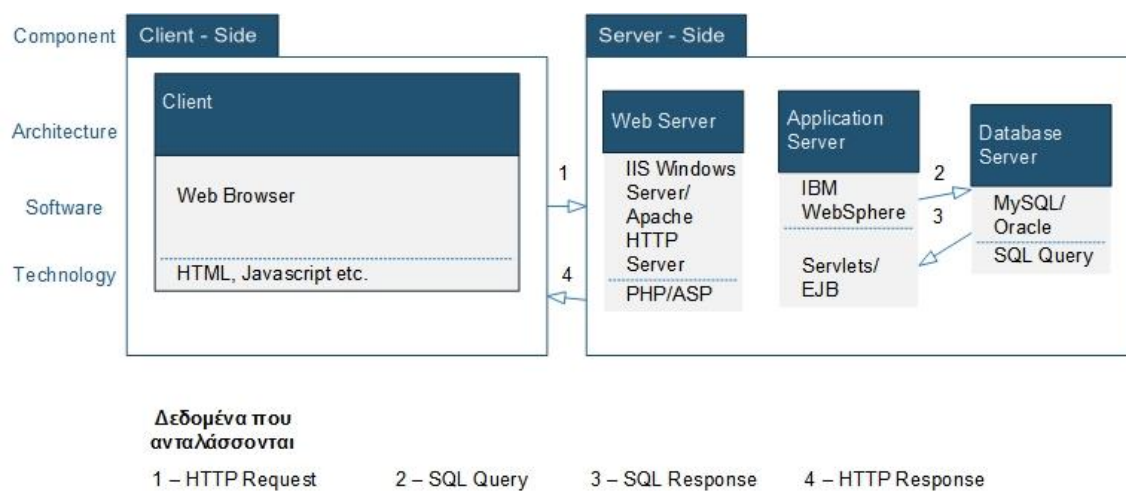 Component
Client - Side
Server - Side
Architecture
Client
Web Server
Application
Server
Database
Server
Software
Web Browser
1
IIS Windows
Server/
Apache
HTTP
Server
IBM
WebSphere
2
3
MySQL/
Oracle
Technology
HTML, Javascript etc.
4
PHP/ASP
Servlets/
EJB
SQL Query
Δεδομένα που
ανταλάσσονται
1 – HTTP Request
2 – SQL Query
3 – SQL Response
4 – HTTP Response